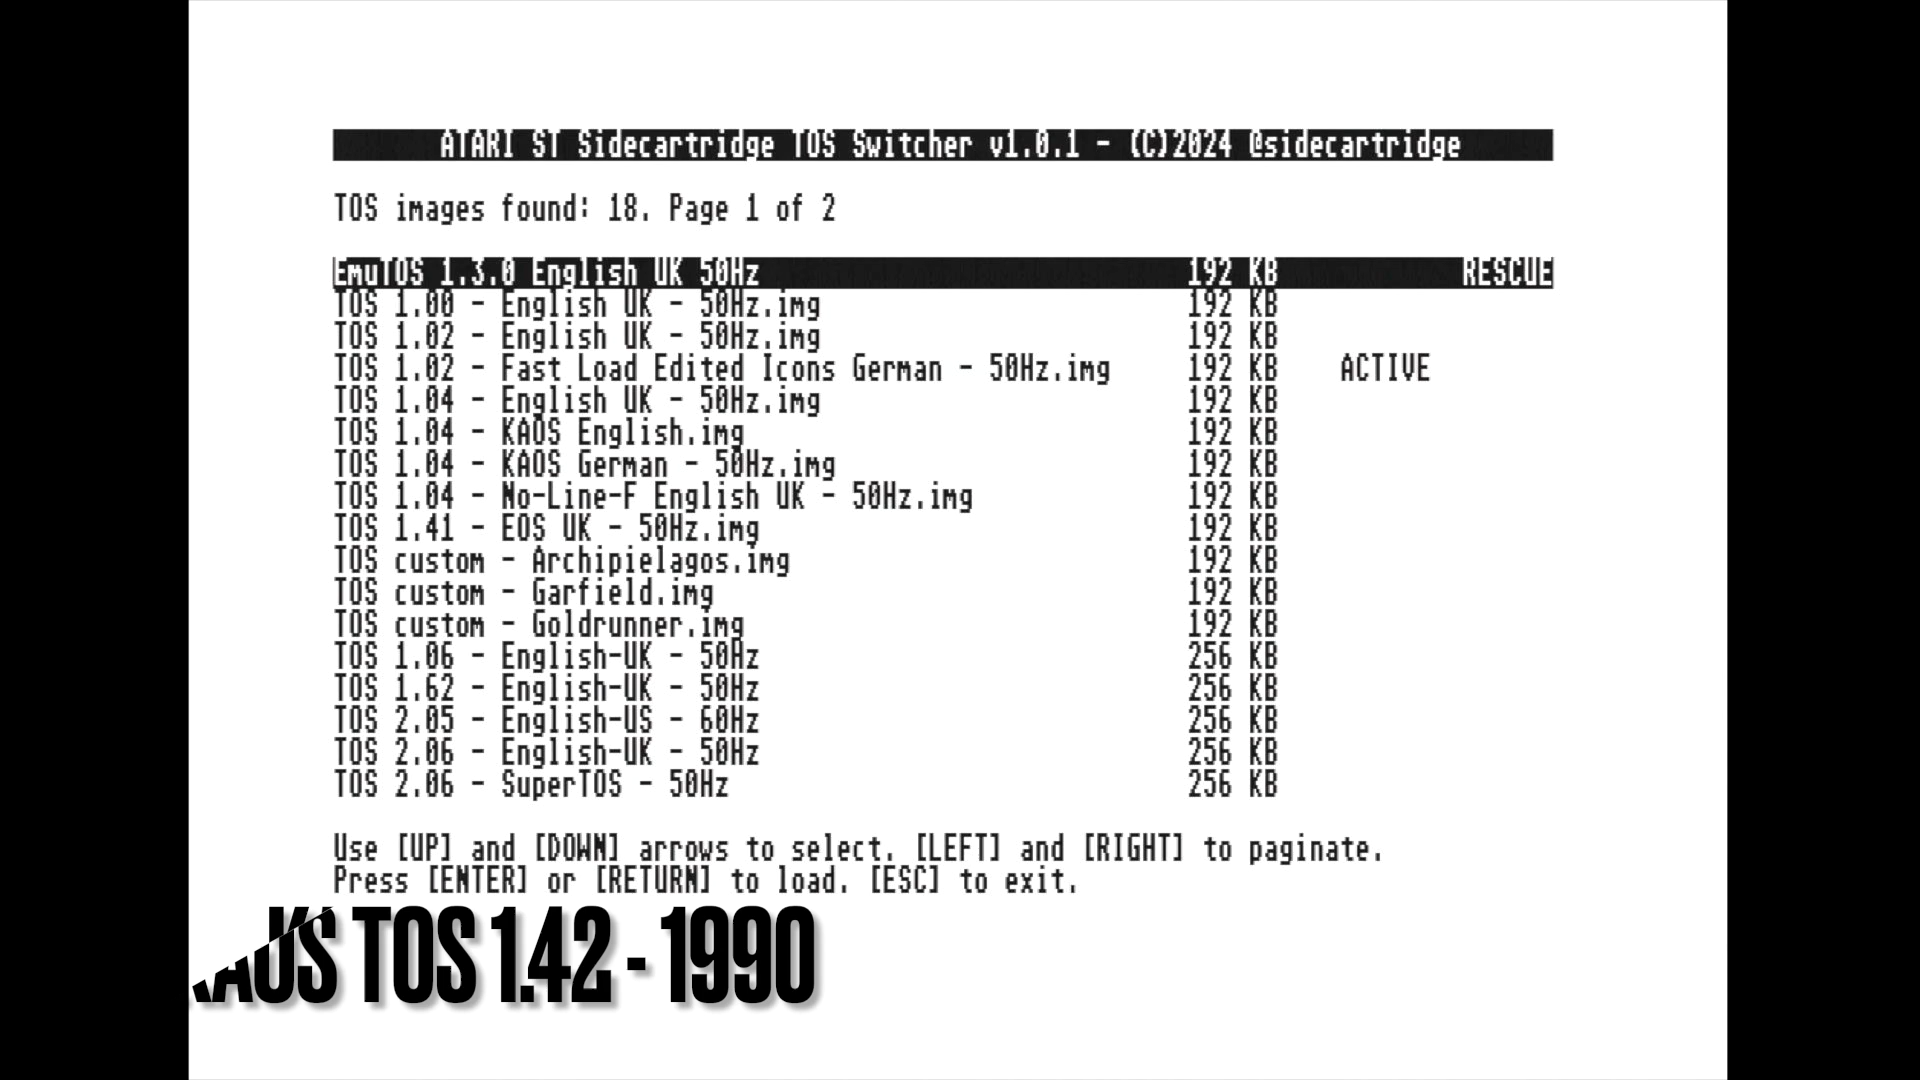 ATARI ST Sidecartridge TOS Switcher v1.0.1 - (C)2024 @sidecartridge
TOS images found: 18. Page 1 of 2
EmuTOS 1.3.0 English UK 50Hz 192 KB RESCUE
TOS 1.00 - English UK - 50Hz.img 192 KB
TOS 1.02 - English UK - 50Hz.img 192 KB
TOS 1.02 - Fast Load Edited Icons German - 50Hz.img 192 KB ACTIVE
TOS 1.04 - English UK - 50Hz.img 192 KB
TOS 1.04 - KAOS English.img 192 KB
TOS 1.04 - KAOS German - 50Hz.img 192 KB
TOS 1.04 - No-Line-F English UK - 50Hz.img 192 KB
TOS 1.41 - EOS UK - 50Hz.img 192 KB
TOS custom - Archipielagos.img 192 KB
TOS custom - Garfield.img 192 KB
TOS custom - Goldrunner.img 192 KB
TOS 1.06 - English-UK - 50Hz 256 KB
TOS 1.62 - English-UK - 50Hz 256 KB
TOS 2.05 - English-US - 60Hz 256 KB
TOS 2.06 - English-UK - 50Hz 256 KB
TOS 2.06 - SuperTOS - 50Hz 256 KB
Use [UP] and [DOWN] arrows to select. [LEFT] and [RIGHT] to paginate.
Press [ENTER] or [RETURN] to load. [ESC] to exit.
TOS 1.42 - 1990